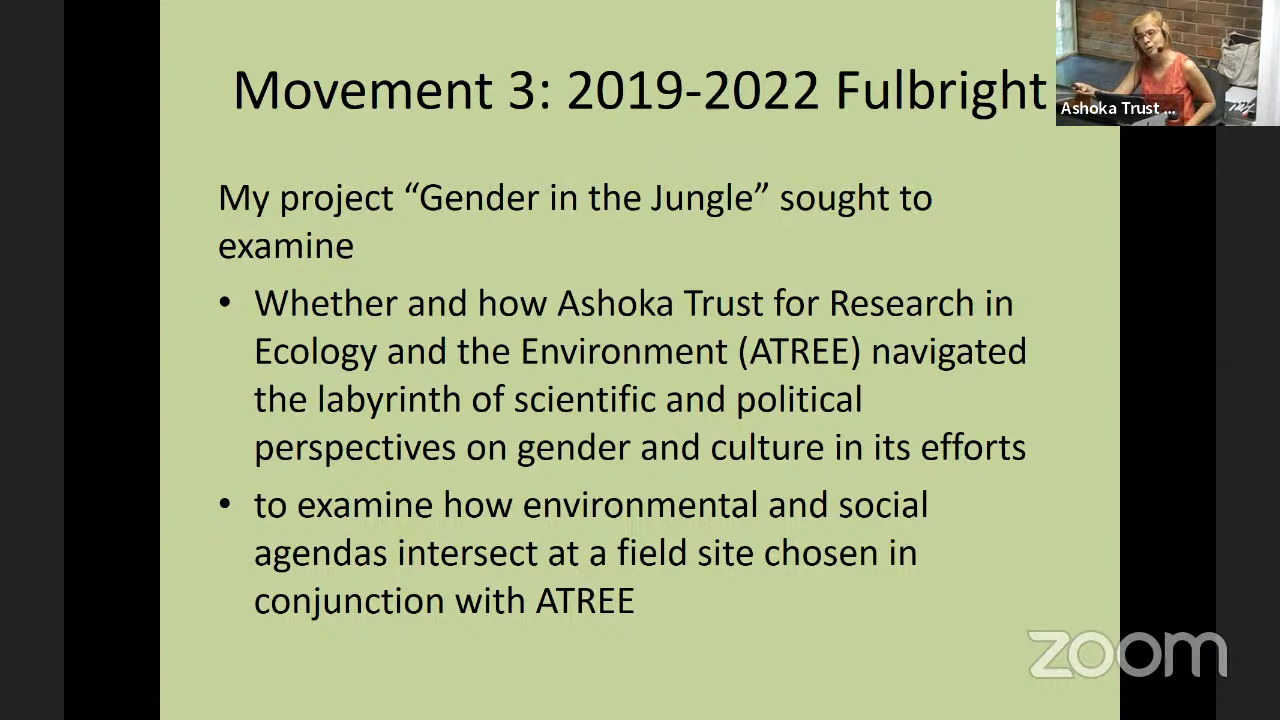 Movement 3: 2019-2022 Fulbright
Ashoka Trust ...
My project “Gender in the Jungle” sought to
examine
• Whether and how Ashoka Trust for Research in
Ecology and the Environment (ATREE) navigated
the labyrinth of scientific and political
perspectives on gender and culture in its efforts
• to examine how environmental and social
agendas intersect at a field site chosen in
conjunction with ATREE
zoom